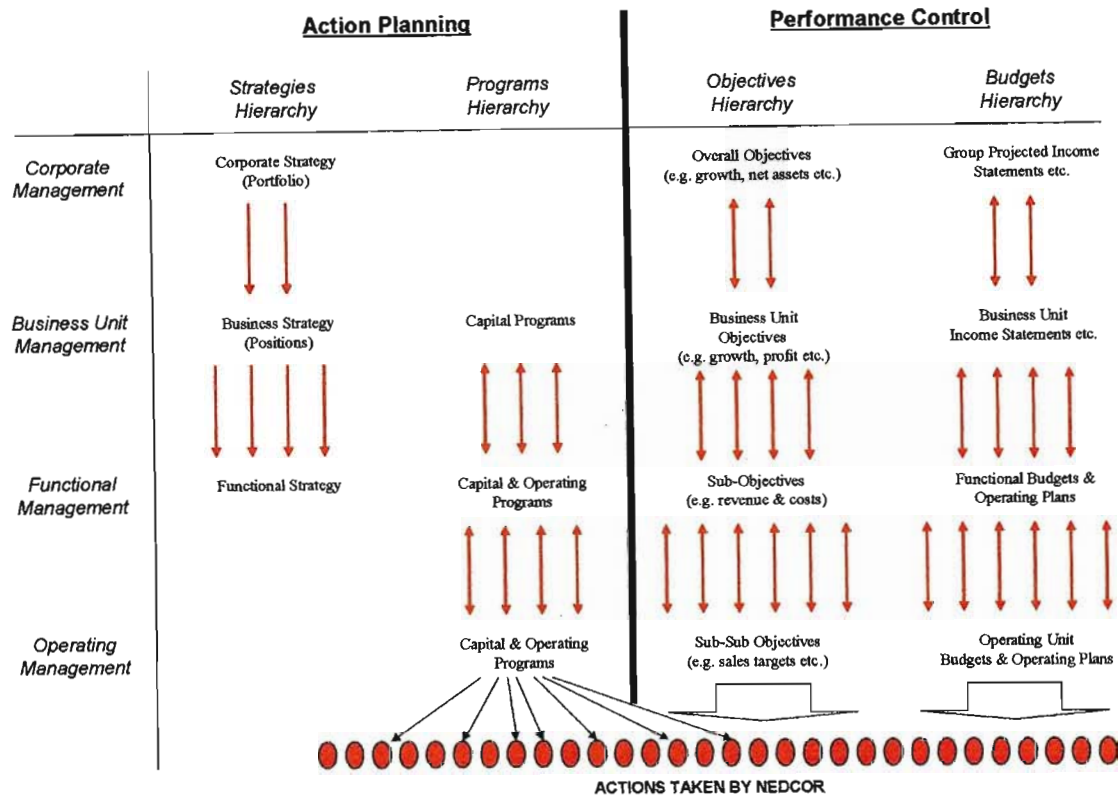 Action Planning
Performance Control
Strategies
Hierarchy
Programs
Hierarchy
Objectives
Hierarchy
Budgets
Hierarchy
Corporate
Management
Corporate Strategy
(Portfolio)
Overall Objectives
(e.g. growth, net assets etc.)
Group Projected Income
Statements etc.
Business Unit
Management
Business Strategy
(Positions)
Capital Programs
Business Unit
Objectives
(e.g. growth, profit etc.)
Business Unit
Income Statements etc.
Functional
Management
Functional Strategy
Capital & Operating
Programs
Sub-Objectives
(e.g. revenue & costs)
Functional Budgets &
Operating Plans
Operating
Management
Capital & Operating
Programs
Sub-Sub Objectives
(e.g. sales targets etc.)
Operating Unit
Budgets & Operating Plans
ACTIONS TAKEN BY NEDCOR